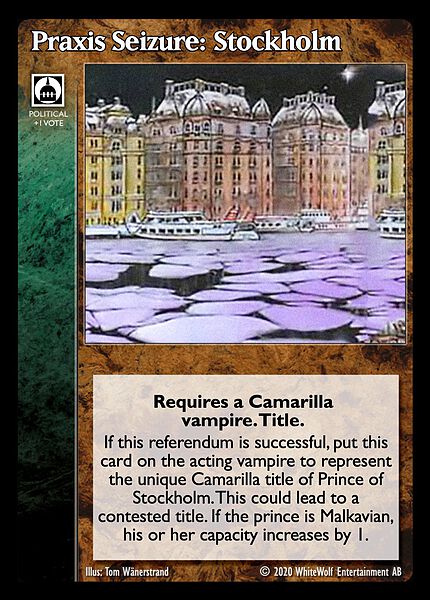 Praxis Seizure: Stockholm
POLITICAL
+1 VOTE
Requires a Camarilla
vampire.Title.
If this referendum is successful, put this
card on the acting vampire to represent
the unique Camarilla title of Prince of
Stockholm.This could lead to a
contested title. If the prince is Malkavian,
his or her capacity increases by 1.
Illus: Tom Wänerstrand
© 2020 WhiteWolf Entertainment AB